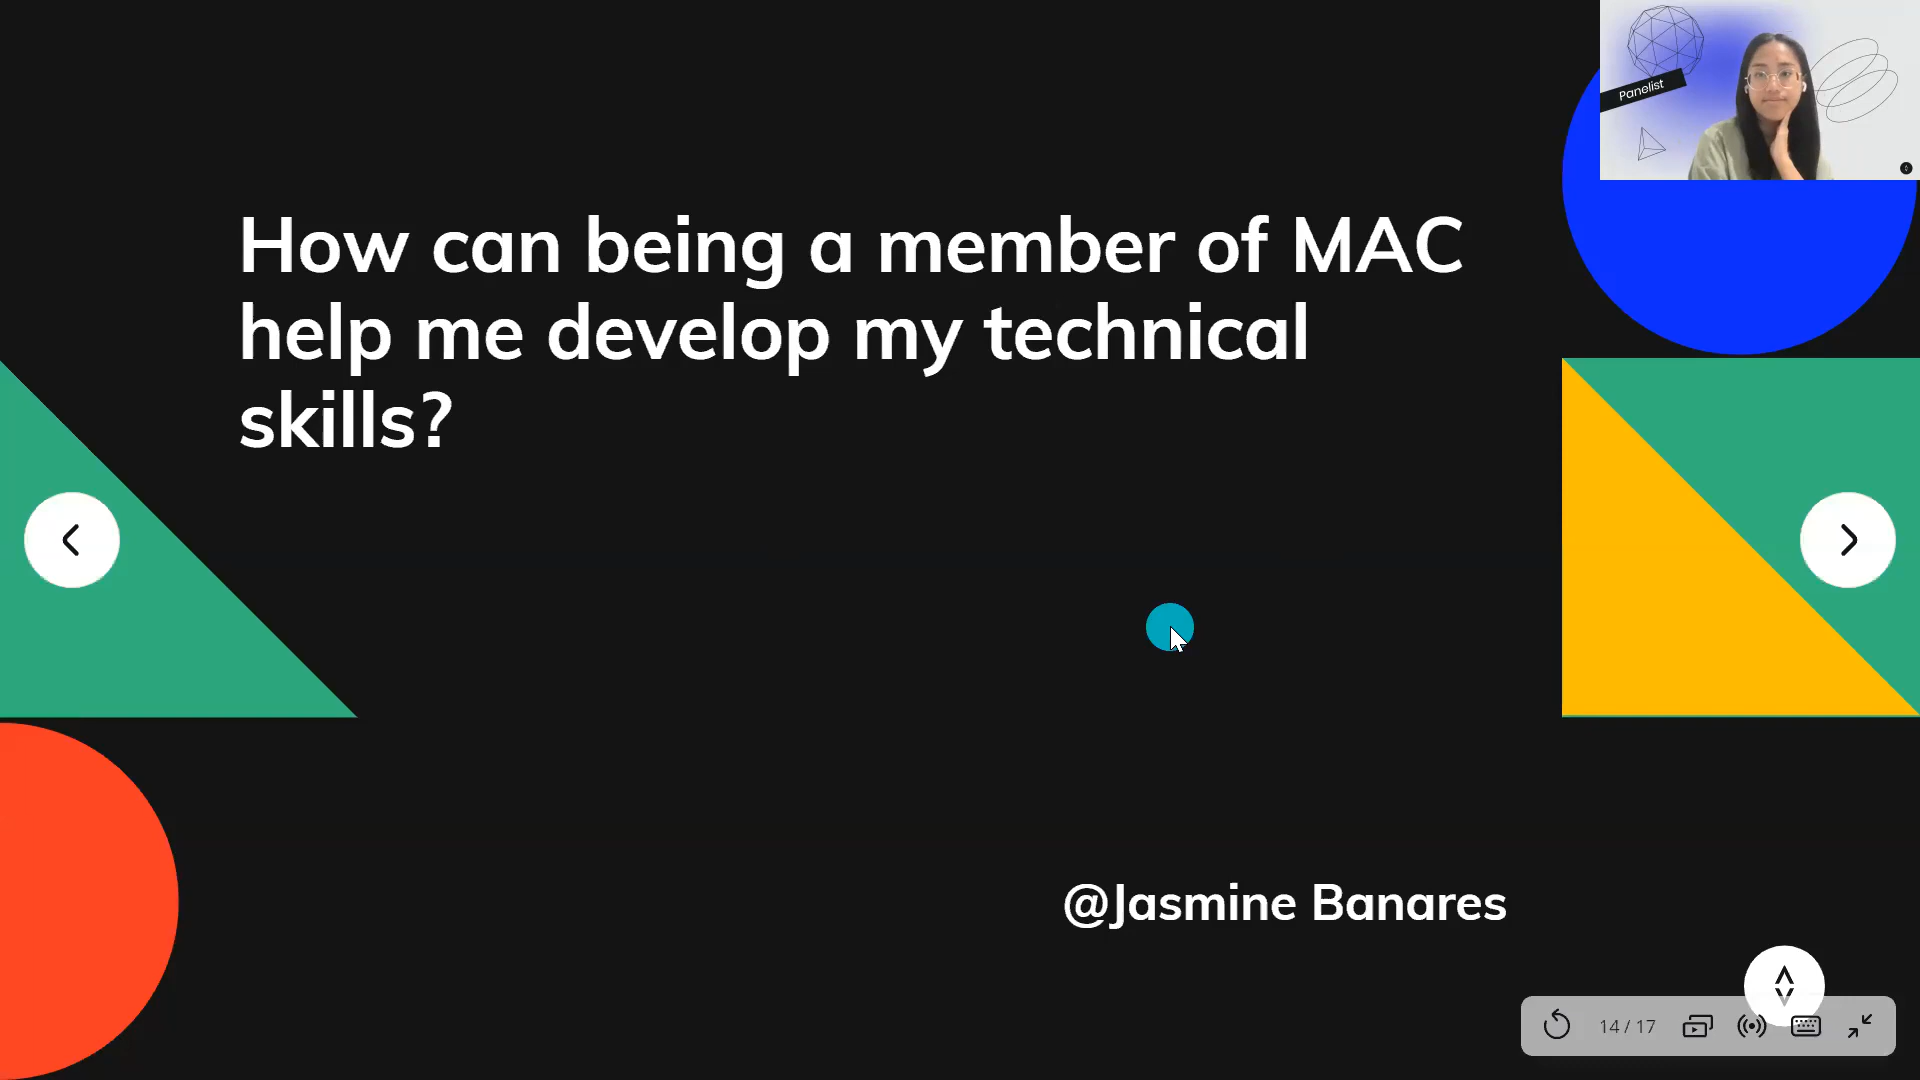 Panelist
How can being a member of MAC
help me develop my technical
skills?
@Jasmine Banares
14 / 17